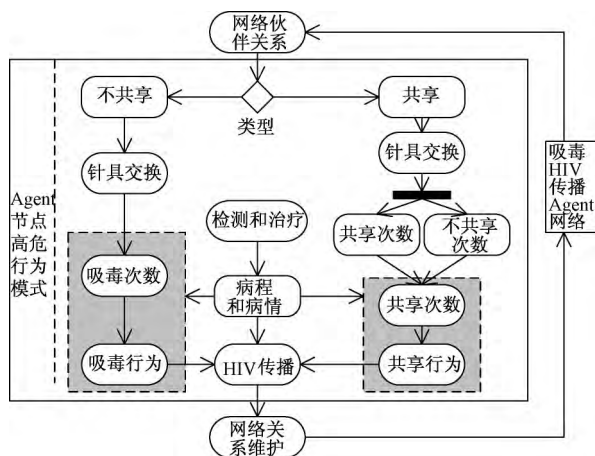 网络伙
伴关系
不共享
类型
共享
针具交换
针具交换
Agent
节点
高危
行为
模式
检测和治疗
共享次数
不共享
次数
吸毒次数
病程
和病情
共享次数
吸毒行为
HIV传播
共享行为
网络关
系维护
吸毒
HIV
传播
Agent
网络